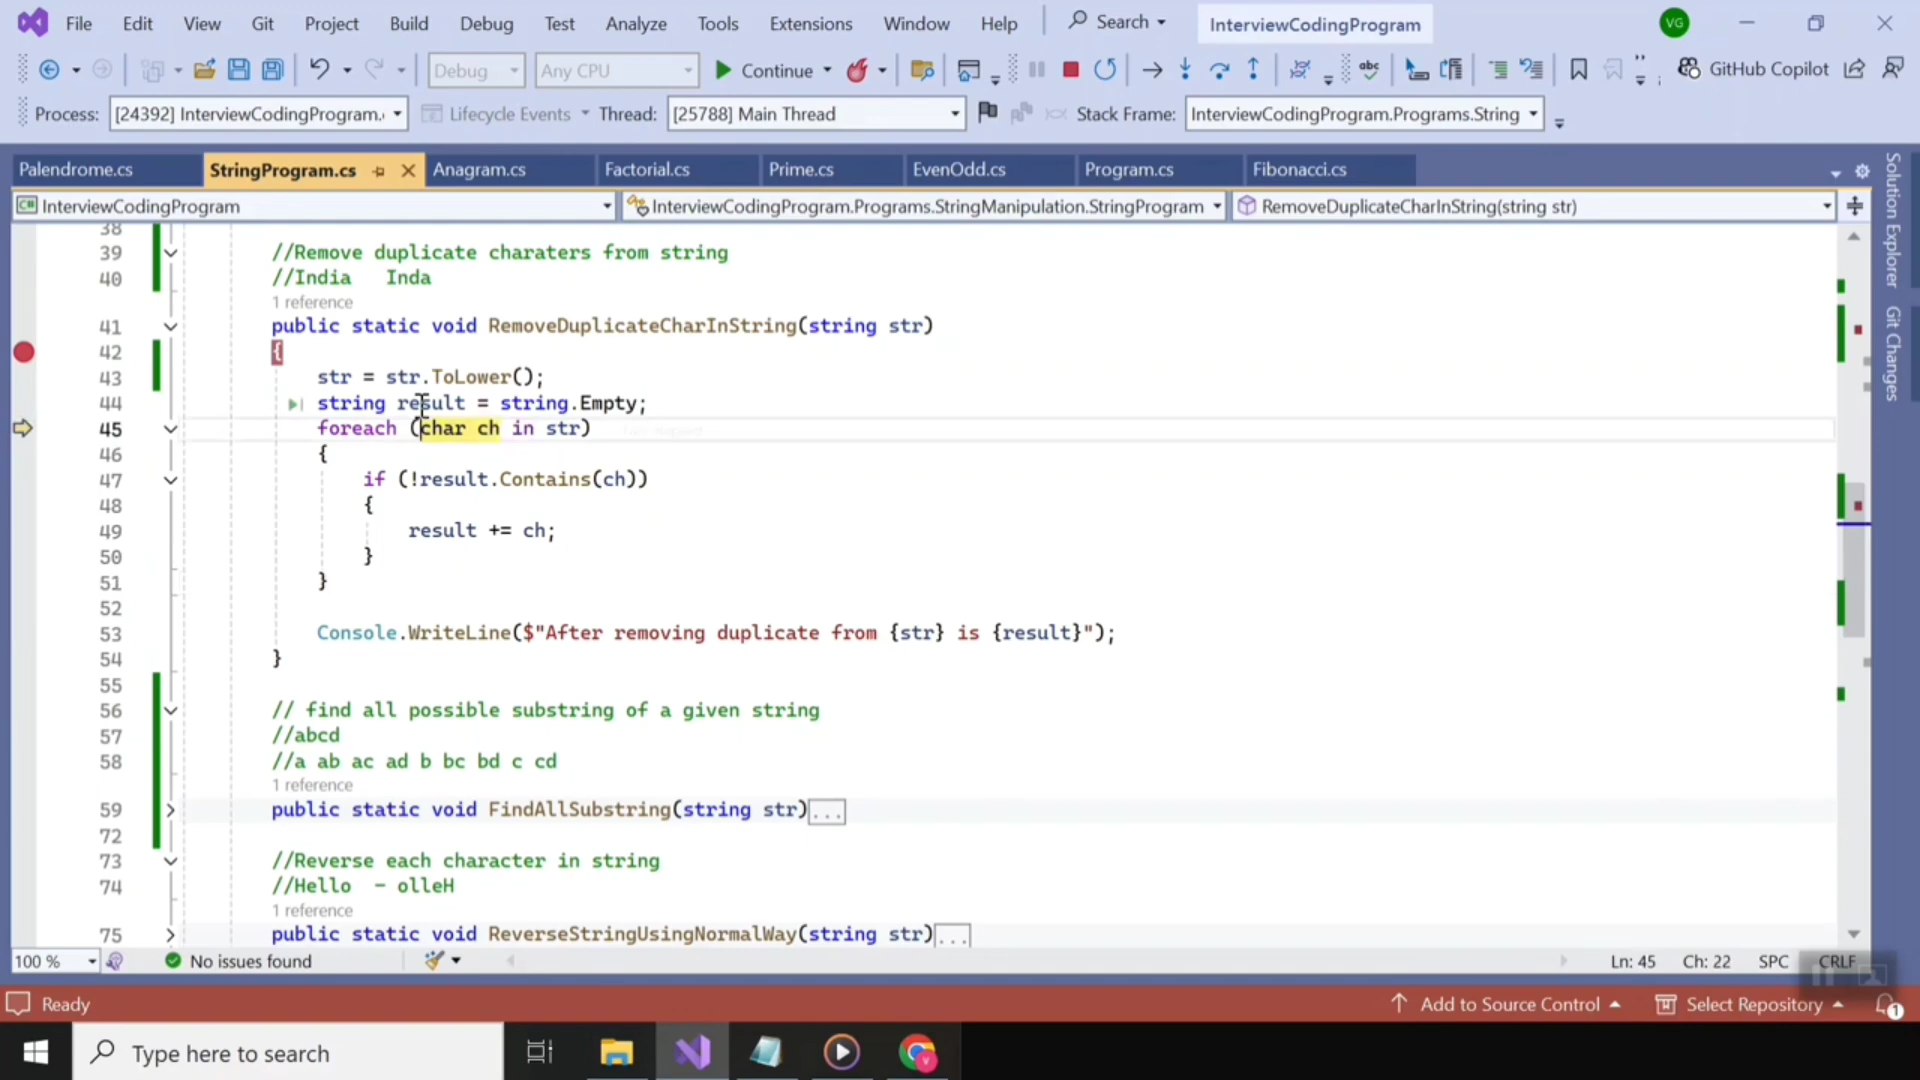 File Edit View Git Project Build Debug Test Analyze Tools Extensions Window Help Search InterviewCodingProgram VG
Debug Any CPU Continue abc GitHub Copilot
Process: [24392] InterviewCodingProgram. Lifecycle Events Thread: [25788] Main Thread Stack Frame: InterviewCodingProgram.Programs.String
Palendrome.cs StringProgram.cs Anagram.cs Factorial.cs Prime.cs EvenOdd.cs Program.cs Fibonacci.cs
C# InterviewCodingProgram InterviewCodingProgram.Programs.StringManipulation.StringProgram RemoveDuplicateCharInString(string str)
Solution Explorer
Git Changes
38
39 //Remove duplicate charaters from string
40 //India   Inda
1 reference
41 public static void RemoveDuplicateCharInString(string str)
42 {
43 str = str.ToLower();
44 string result = string.Empty;
45 foreach (char ch in str)
46 {
47 if (!result.Contains(ch))
48 {
49 result += ch;
50 }
51 }
52
53 Console.WriteLine($"After removing duplicate from {str} is {result}");
54 }
55
56 // find all possible substring of a given string
57 //abcd
58 //a ab ac ad b bc bd c cd
1 reference
59 public static void FindAllSubstring(string str)...
72
73 //Reverse each character in string
74 //Hello  - olleH
1 reference
75 public static void ReverseStringUsingNormalWay(string str)...
100 % No issues found Ln: 45 Ch: 22 SPC CRLF
Ready Add to Source Control Select Repository 1
Type here to search